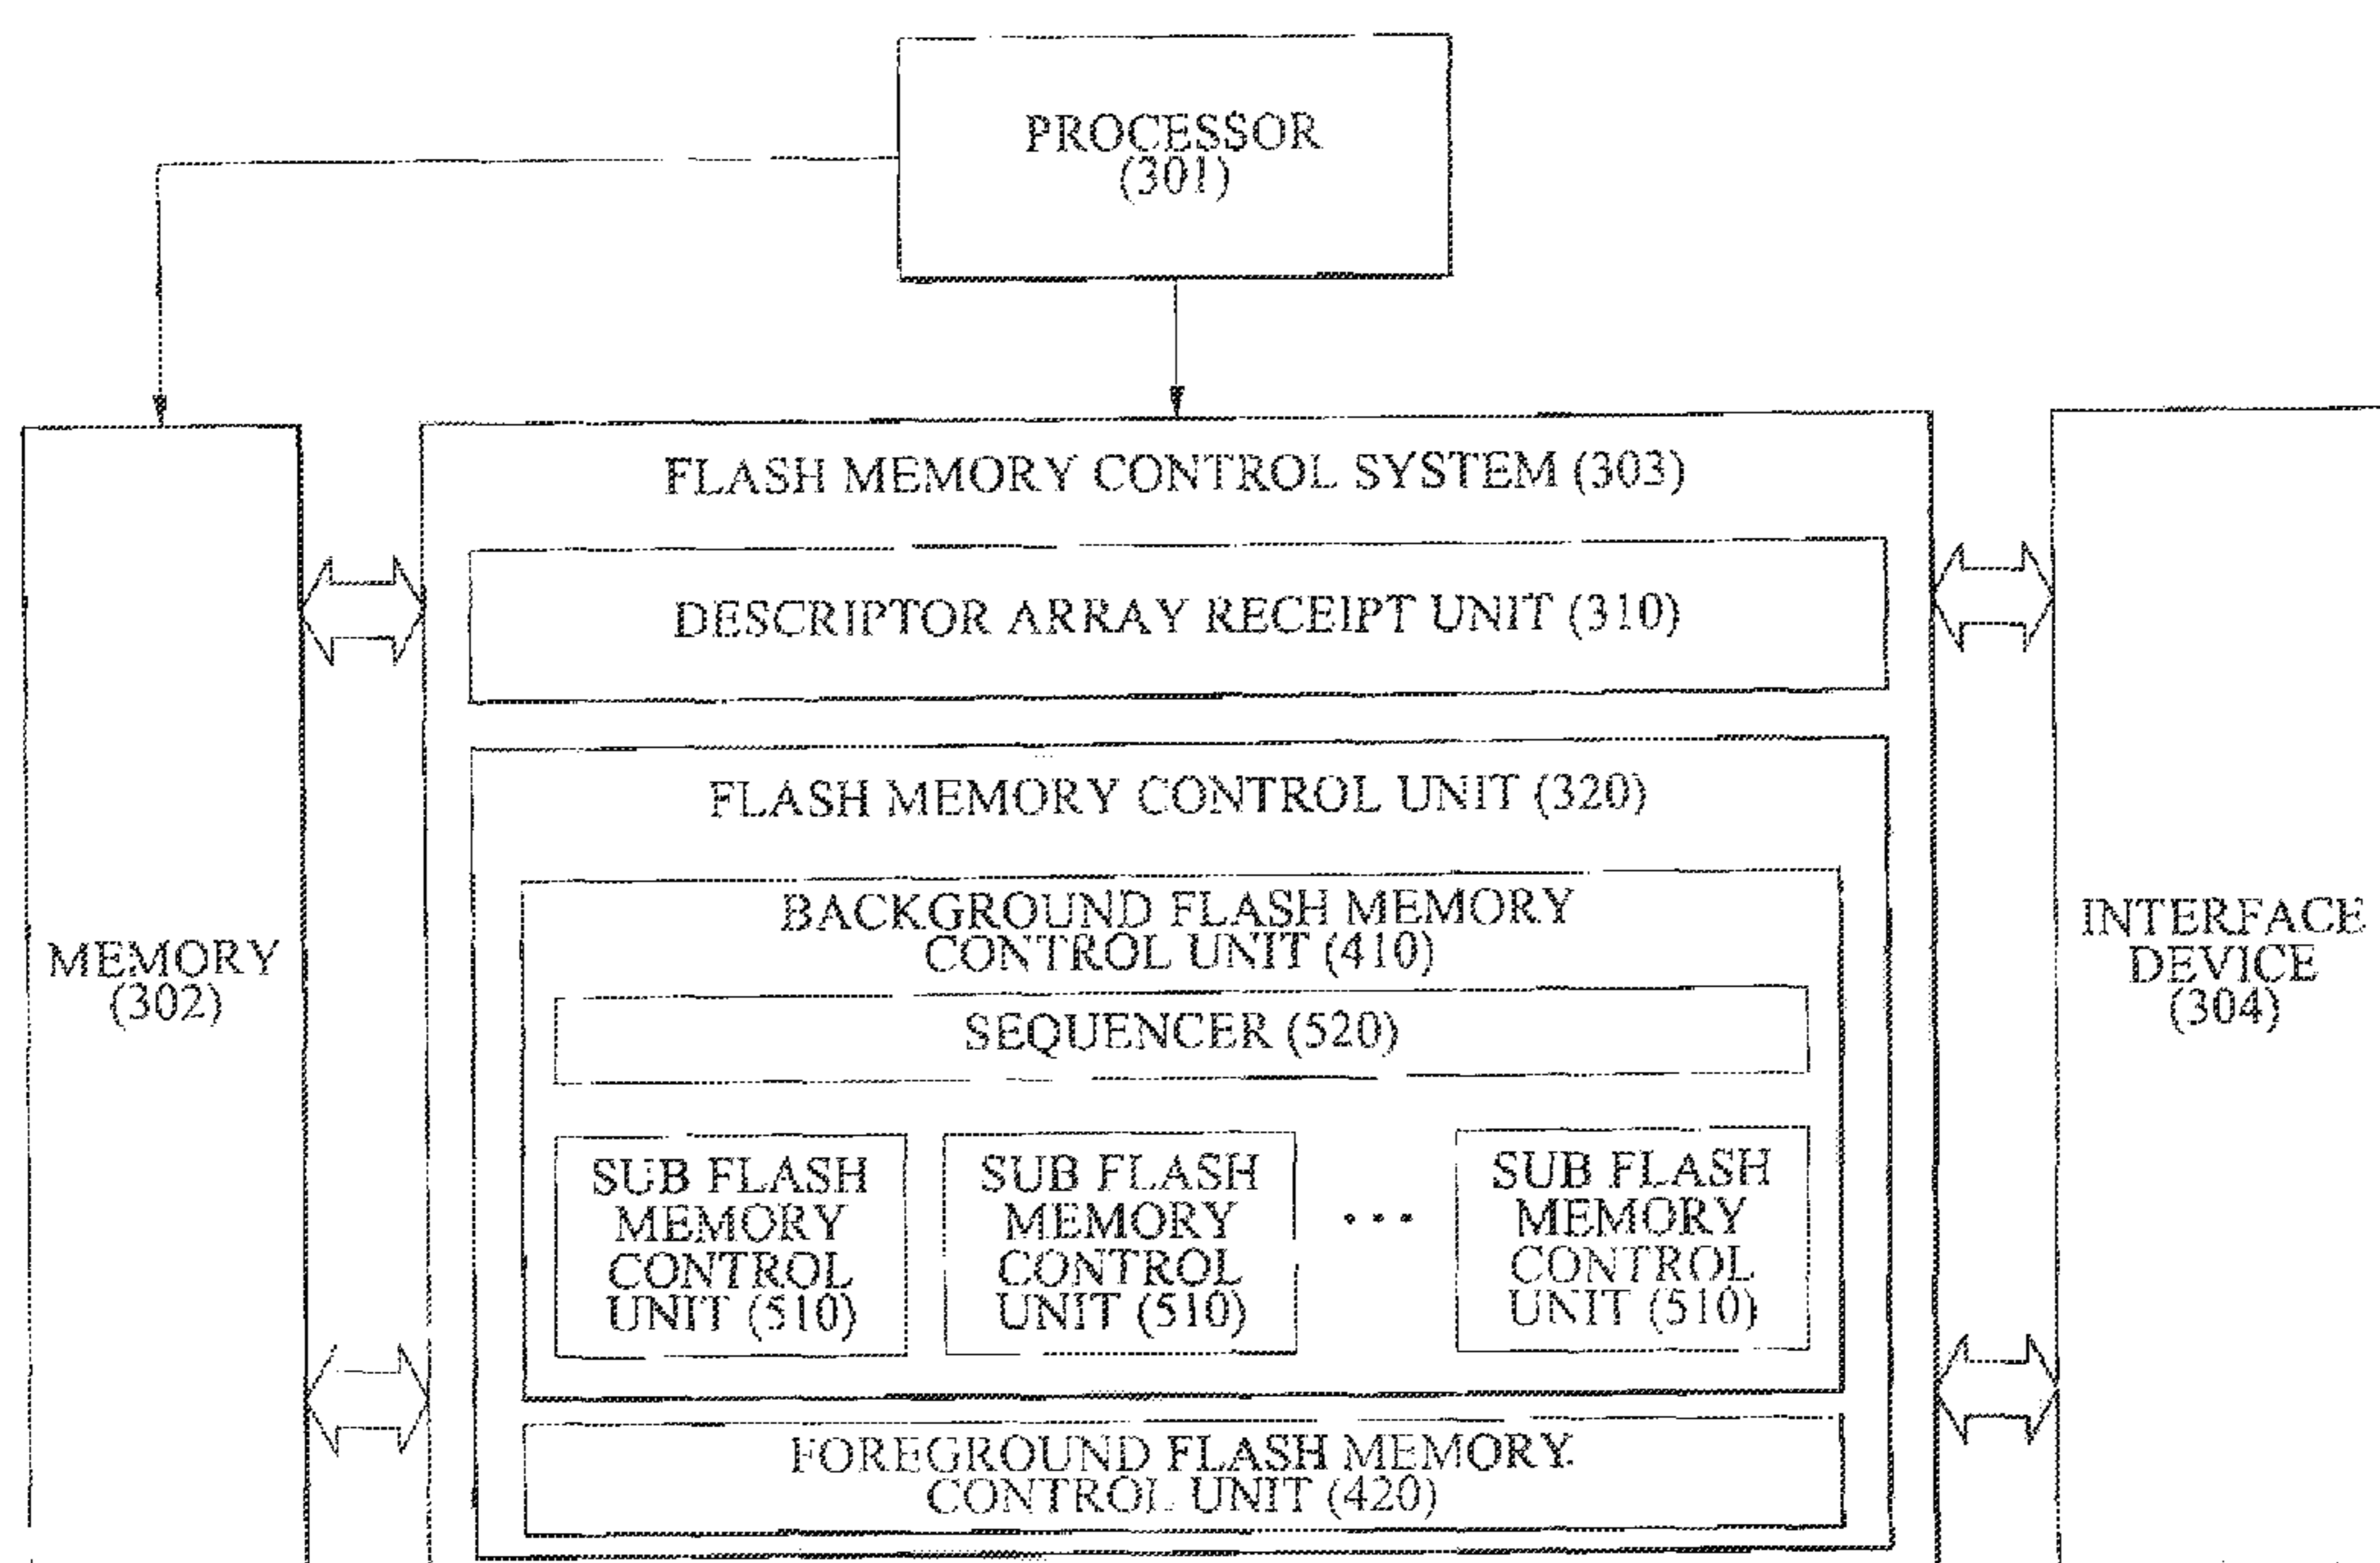 PROCESSOR
(301)
FLASH MEMORY CONTROL SYSTEM (303)
DESCRIPTOR ARRAY RECEIPT UNIT (310)
FLASH MEMORY CONTROL UNIT (320)
BACKGROUND FLASH MEMORY
CONTROL UNIT (410)
MEMORY
(302)
INTERFACE
DEVICE
(304)
SEQUENCER (520)
SUB FLASH
MEMORY
CONTROL
UNIT (510)
SUB FLASH
MEMORY
CONTROL
UNIT (510)
...
SUB FLASH
MEMORY
CONTROL
UNIT (510)
FOREGROUND FLASH MEMORY
CONTROL UNIT (420)